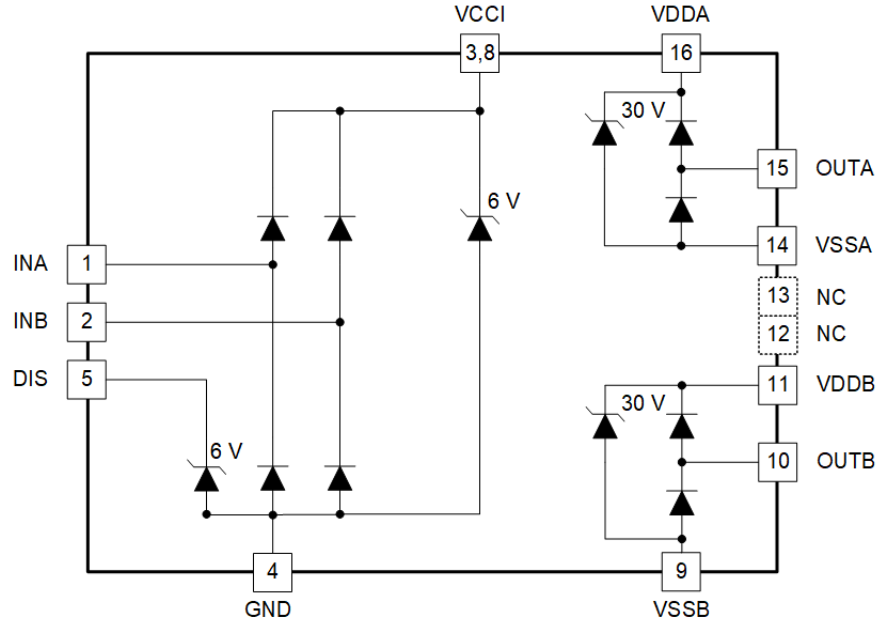 VCCI VDDA
3,8 16
30 V
15 OUTA
6 V
14 VSSA
INA 1
13 NC
INB 2
12 NC
DIS 5
11 VDDB
30 V
6 V
10 OUTB
4 9
GND VSSB